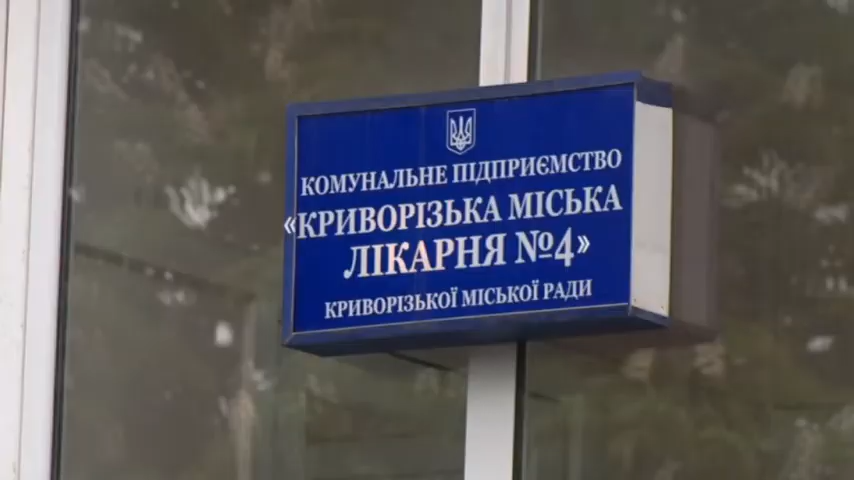 КОМУНАЛЬНЕ ПІДПРИЄМСТВО
«КРИВОРІЗЬКА МІСЬКА
ЛІКАРНЯ №4»
КРИВОРІЗЬКОЇ МІСЬКОЇ РАДИ